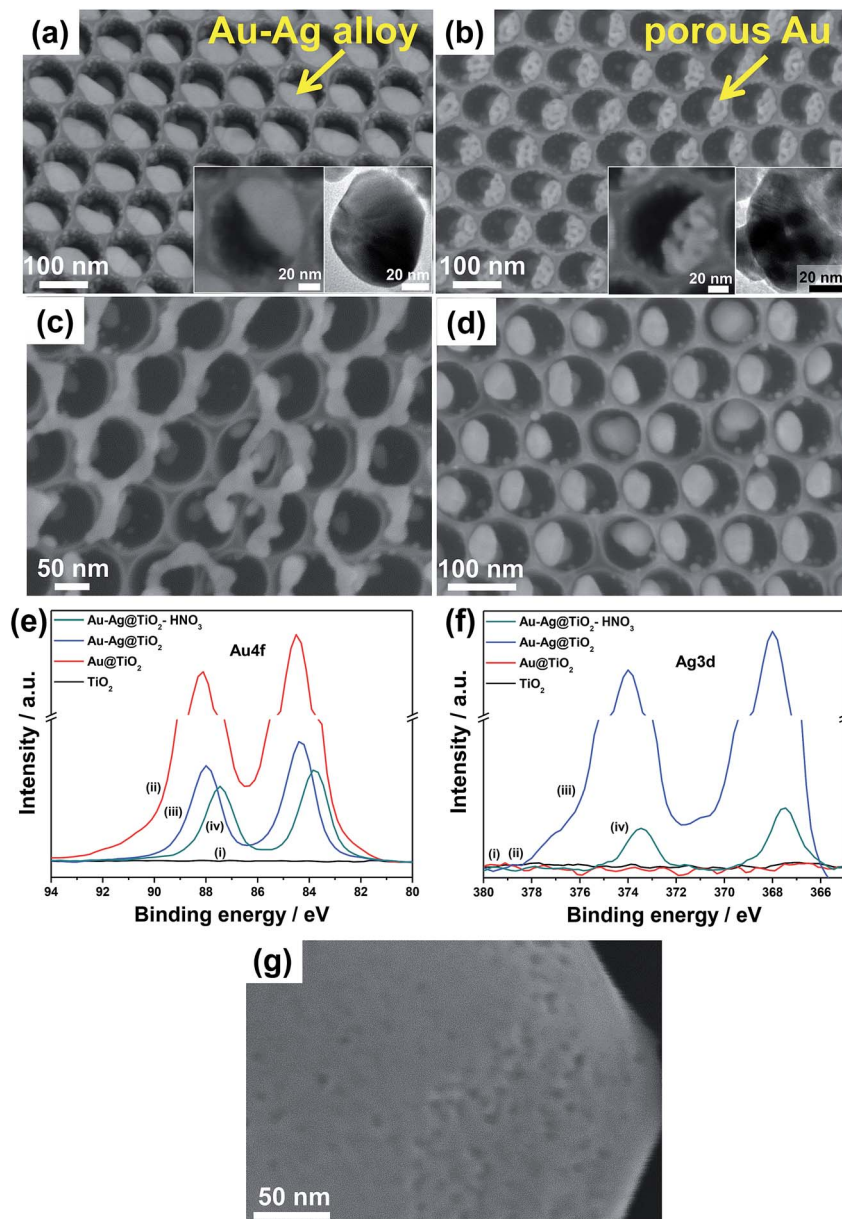 (a)
Au-Ag alloy
100 nm
20 nm
20 nm
(b)
porous Au
100 nm
20 nm
20 nm
(c)
50 nm
(d)
100 nm
(e)
Au-Ag@TiO2- HNO3
Au-Ag@TiO2
Au@TiO2
TiO2
Au4f
(ii)
(iii)
(iv)
(i)
Intensity / a.u.
94 92 90 88 86 84 82 80
Binding energy / eV
(f)
Au-Ag@TiO2- HNO3
Au-Ag@TiO2
Au@TiO2
TiO2
Ag3d
(iii)
(iv)
(i) (ii)
Intensity / a.u.
380 378 376 374 372 370 368 366
Binding energy / eV
(g)
50 nm